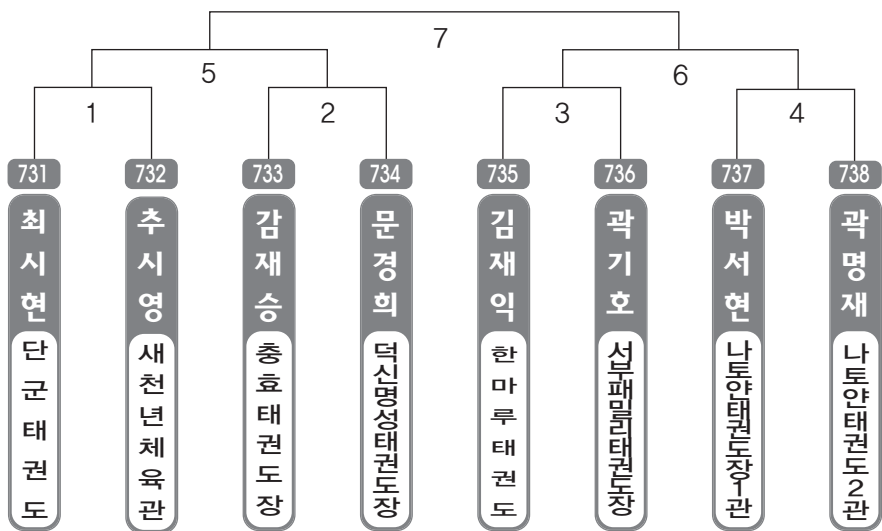 7
5
6
1
2
3
4
731
732
733
734
735
736
737
738
최시현
추시영
감재승
문경희
김재익
곽기호
박서현
곽명재
단군태권도
새천년체육관
충효태권도장
덕신명성태권도장
한마루태권도
서부패밀리태권도장
나토얀태권도장1관
나토얀태권도2관